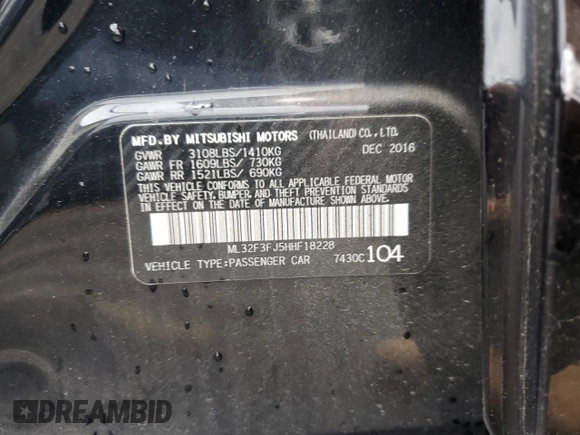 MFD.BY MITSUBISHI MOTORS (THAILAND) CO., LTD.
GVWR 3108LBS/1410KG DEC 2016
GAWR FR 1609LBS/ 730KG
GAWR RR 1521LBS/ 690KG
THIS VEHICLE CONFORMS TO ALL APPLICABLE FEDERAL MOTOR
VEHICLE SAFETY, BUMPER AND THEFT PREVENTION STANDARDS
IN EFFECT ON THE DATE OF MANUFACTURE SHOWN ABOVE.
ML32F3FJ5HHF18228
VEHICLE TYPE:PASSENGER CAR 7430C 104
DREAMBID